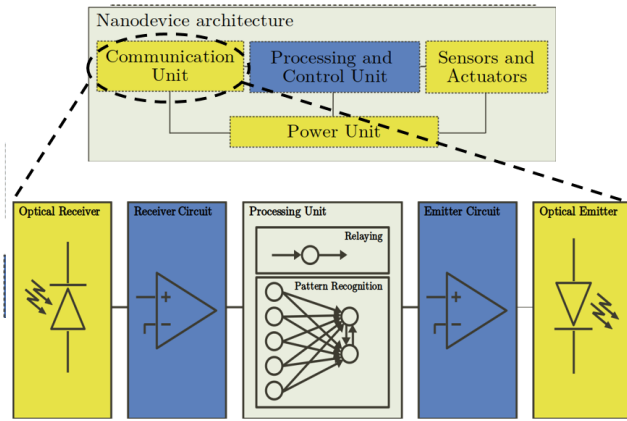 Nanodevice architecture
Communication
Unit
Processing and
Control Unit
Sensors and
Actuators
Power Unit
Optical Receiver
Receiver Circuit
Processing Unit
Emitter Circuit
Optical Emitter
Relaying
Pattern Recognition